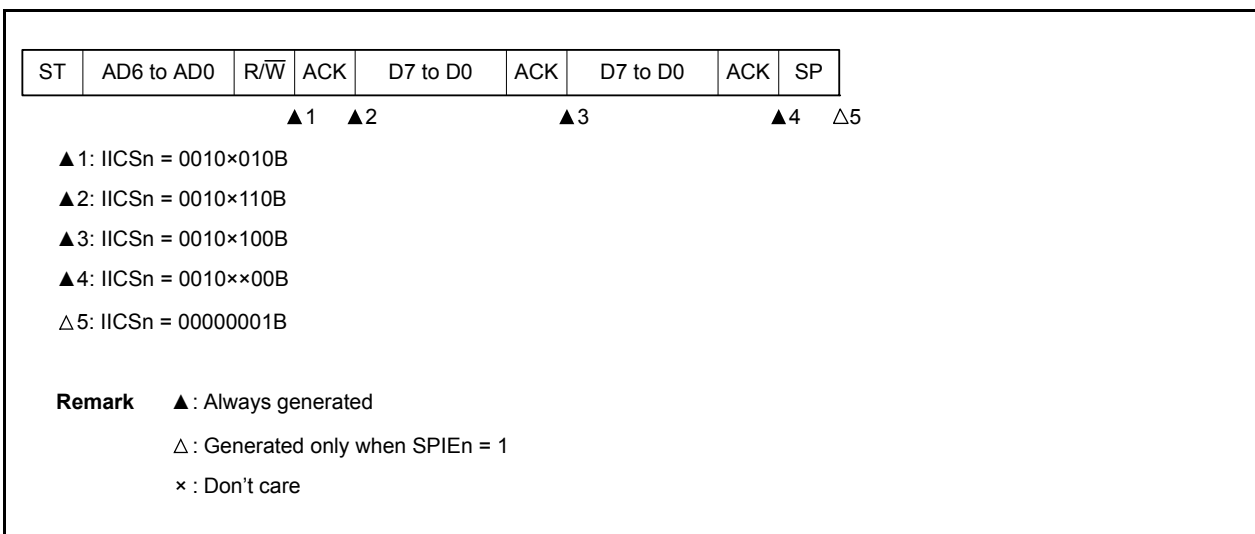 ST AD6 to AD0 R/W̅ ACK D7 to D0 ACK D7 to D0 ACK SP
▲1 ▲2 ▲3 ▲4 △5
▲1: IICSn = 0010×010B
▲2: IICSn = 0010×110B
▲3: IICSn = 0010×100B
▲4: IICSn = 0010××00B
△5: IICSn = 00000001B
Remark ▲: Always generated
△: Generated only when SPIEn = 1
×: Don't care